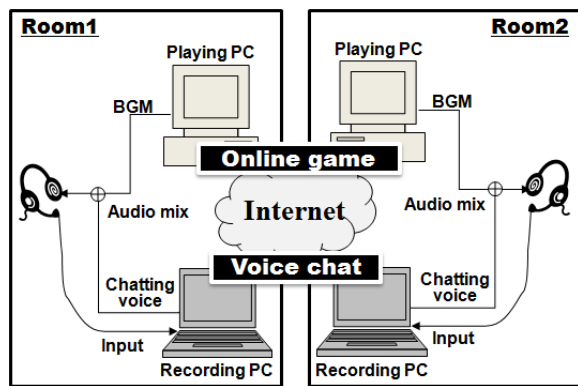 Room1
Room2
Playing PC
BGM
Playing PC
BGM
Online game
Audio mix
Internet
Audio mix
Voice chat
Chatting
voice
Chatting
voice
Input
Input
Recording PC
Recording PC